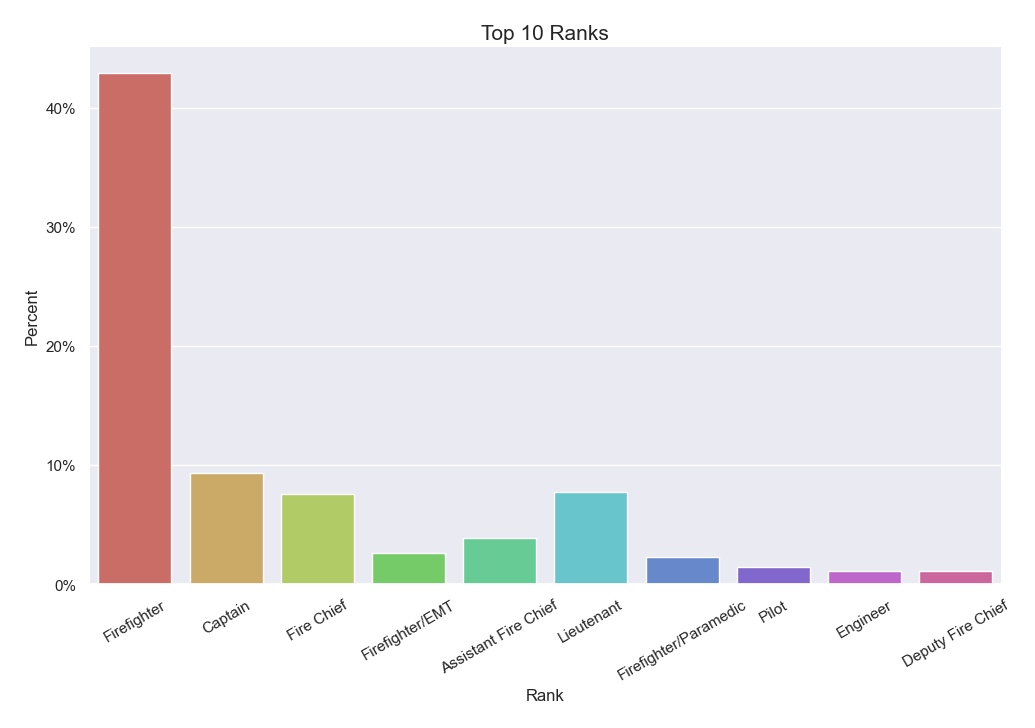 Top 10 Ranks
Percent
40%
30%
20%
10%
0%
Firefighter
Captain
Fire Chief
Firefighter/EMT
Assistant Fire Chief
Lieutenant
Firefighter/Paramedic
Pilot
Engineer
Deputy Fire Chief
Rank